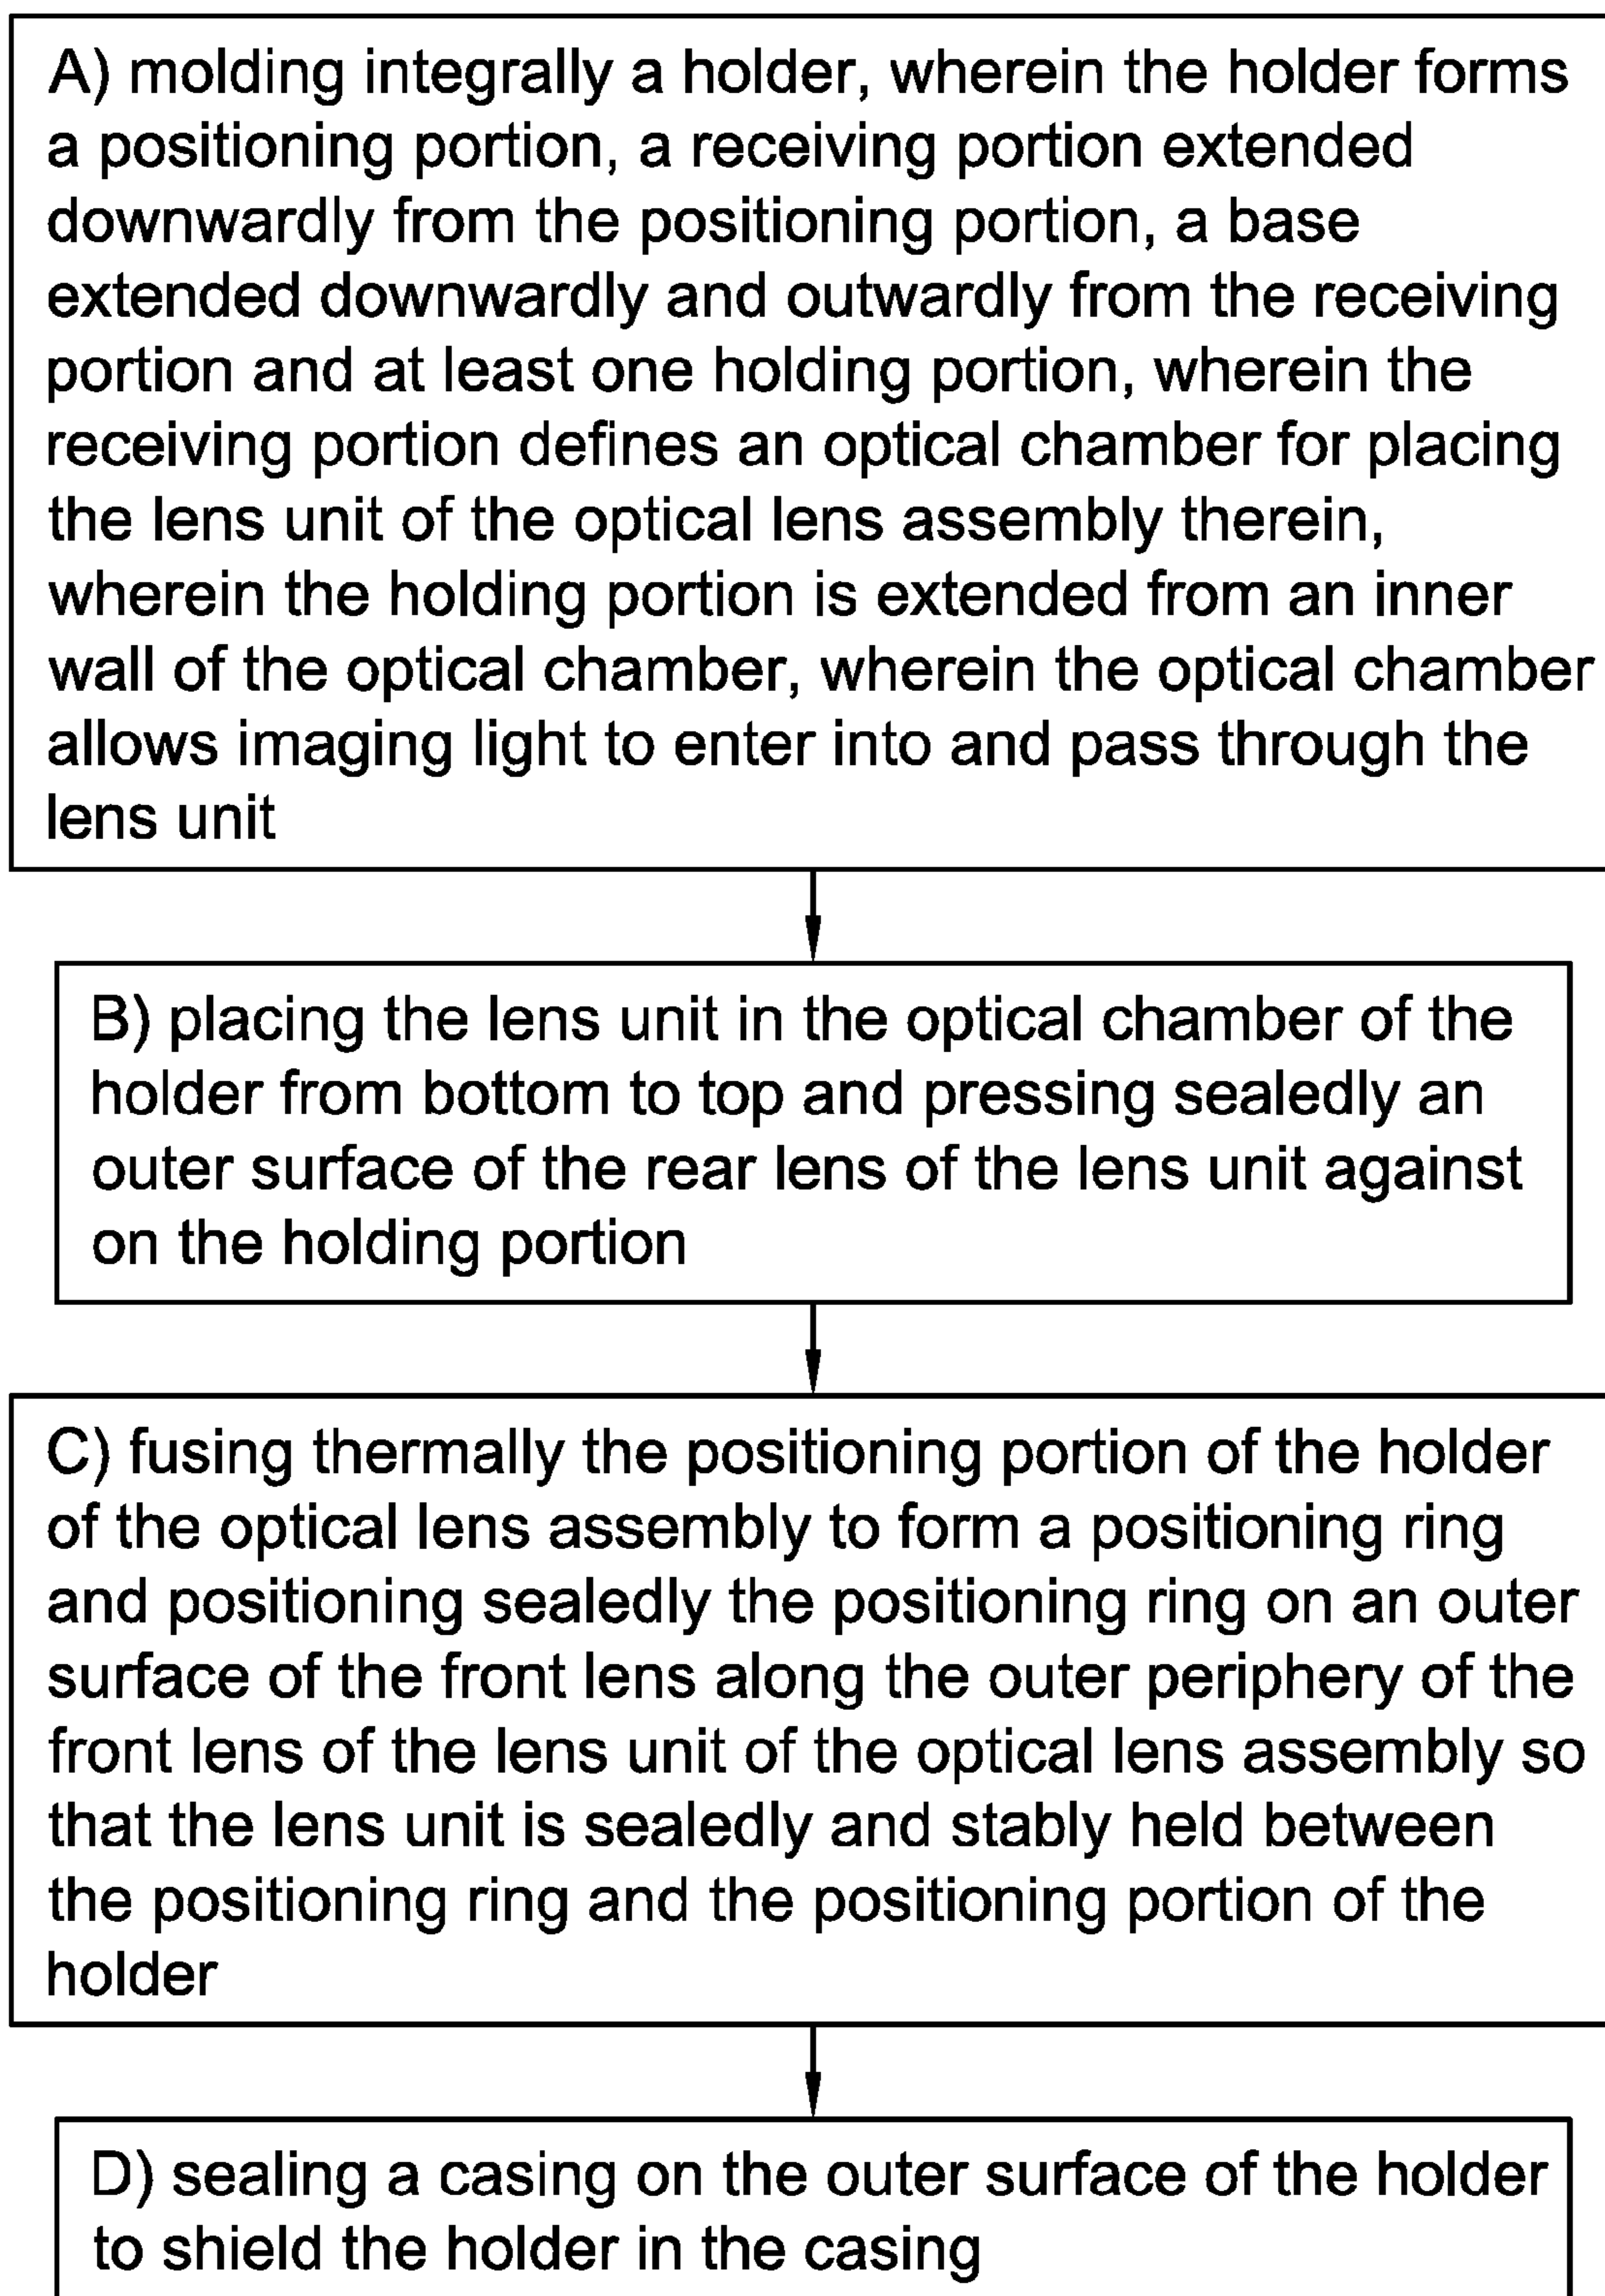 A) molding integrally a holder, wherein the holder forms
a positioning portion, a receiving portion extended
downwardly from the positioning portion, a base
extended downwardly and outwardly from the receiving
portion and at least one holding portion, wherein the
receiving portion defines an optical chamber for placing
the lens unit of the optical lens assembly therein,
wherein the holding portion is extended from an inner
wall of the optical chamber, wherein the optical chamber
allows imaging light to enter into and pass through the
lens unit
B) placing the lens unit in the optical chamber of the
holder from bottom to top and pressing sealedly an
outer surface of the rear lens of the lens unit against
on the holding portion
C) fusing thermally the positioning portion of the holder
of the optical lens assembly to form a positioning ring
and positioning sealedly the positioning ring on an outer
surface of the front lens along the outer periphery of the
front lens of the lens unit of the optical lens assembly so
that the lens unit is sealedly and stably held between
the positioning ring and the positioning portion of the
holder
D) sealing a casing on the outer surface of the holder
to shield the holder in the casing